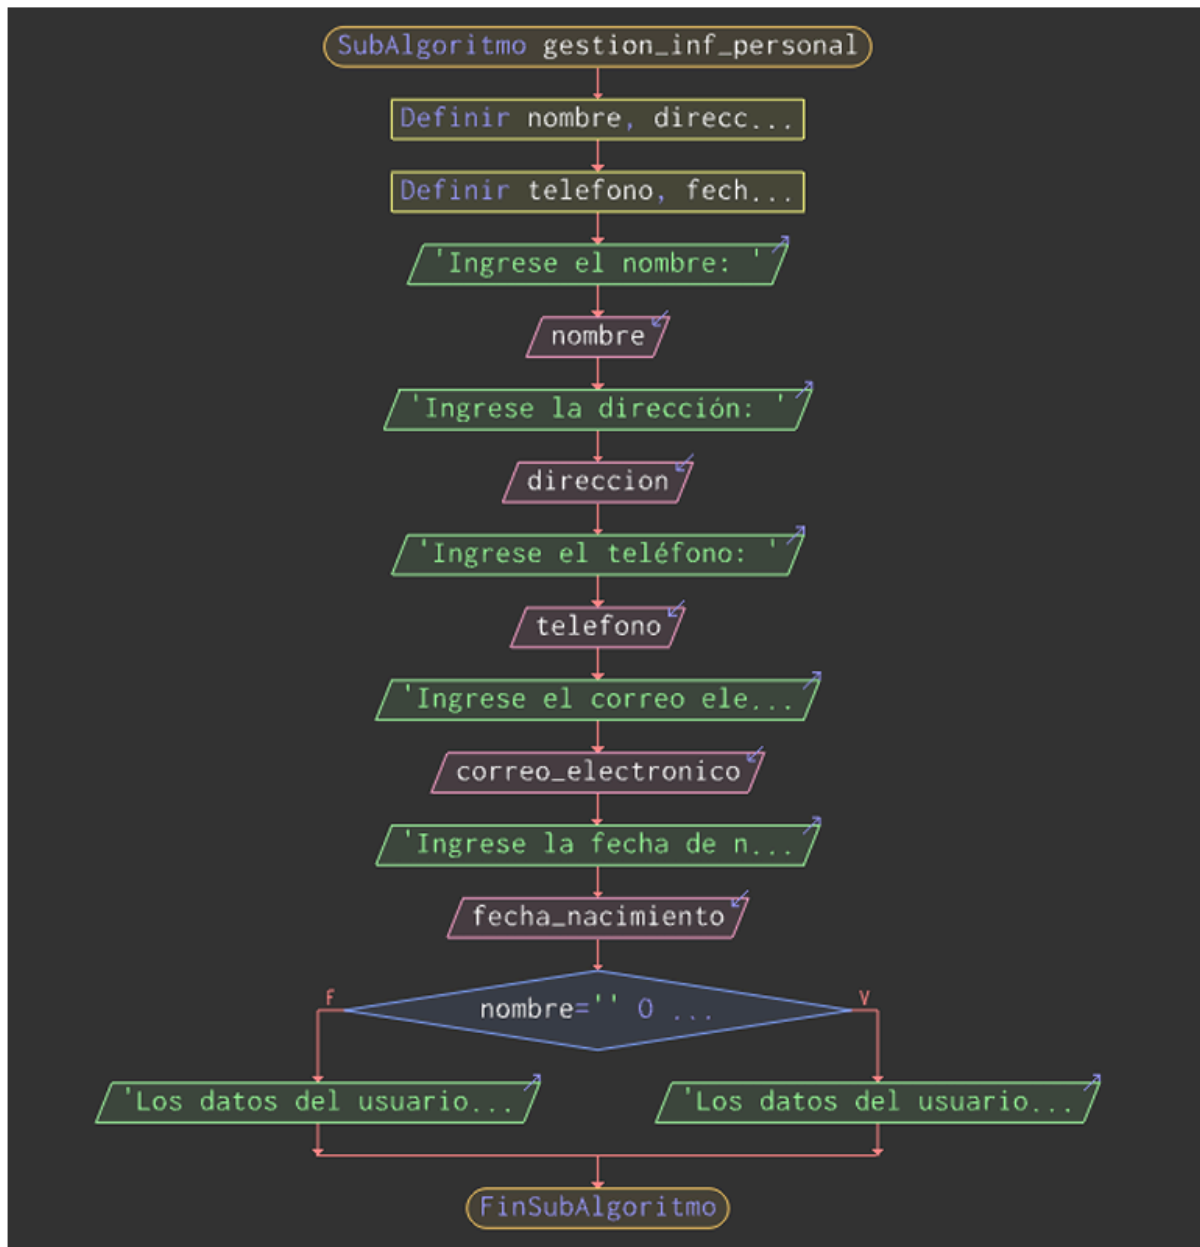 SubAlgoritmo gestion_inf_personal
Definir nombre, direcc...
Definir telefono, fech...
'Ingrese el nombre: '
nombre
'Ingrese la dirección: '
direccion
'Ingrese el teléfono: '
telefono
'Ingrese el correo ele...
correo_electronico
'Ingrese la fecha de n...
fecha_nacimiento
F
nombre='' O ...
V
'Los datos del usuario...
'Los datos del usuario...
FinSubAlgoritmo